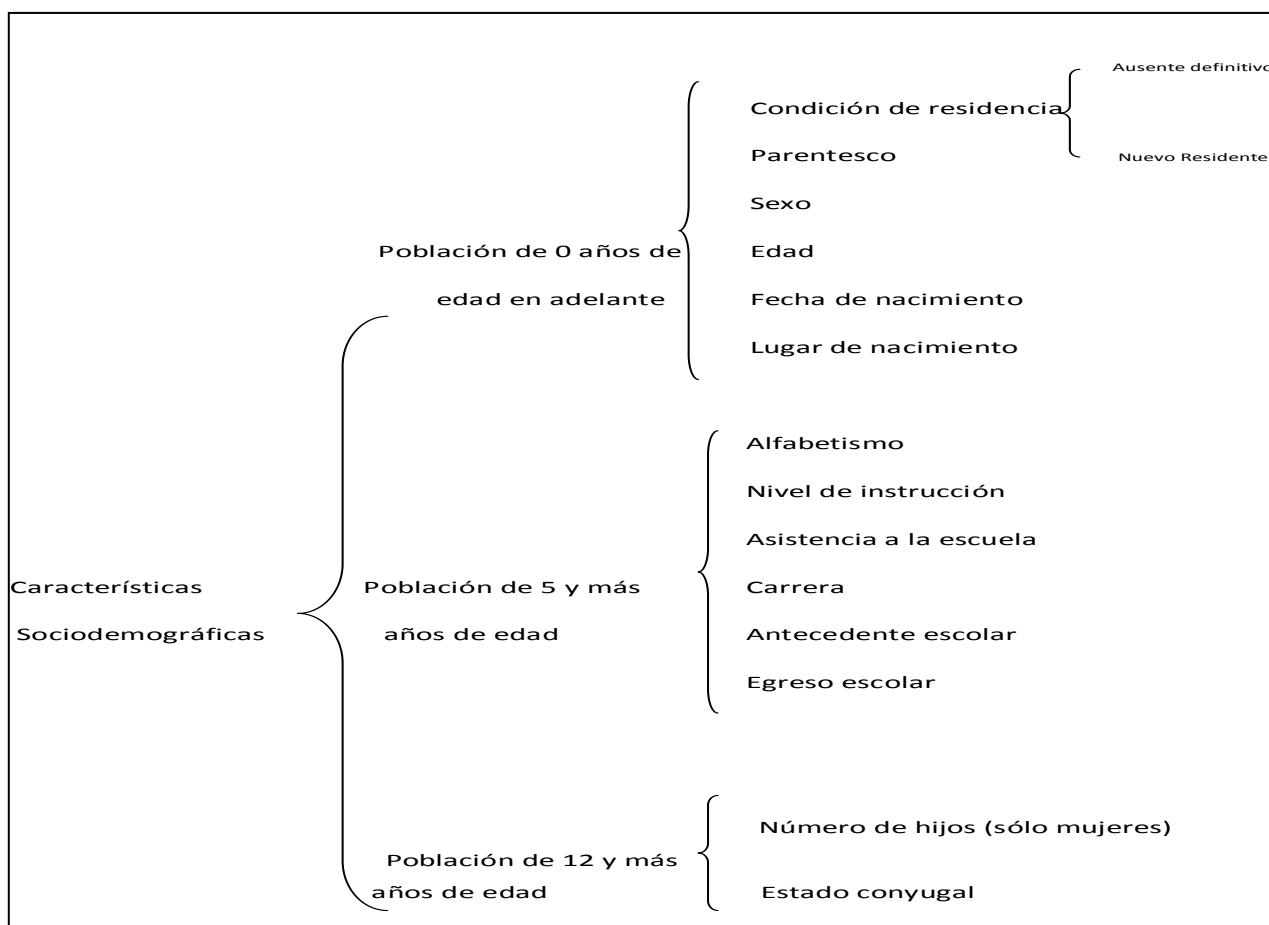 Ausente definitivo
Condición de residencia
Parentesco
Nuevo Residente
Sexo
Población de 0 años de
edad en adelante
Edad
Fecha de nacimiento
Lugar de nacimiento
Alfabetismo
Nivel de instrucción
Asistencia a la escuela
Característícas
Sociodemográficas
Población de 5 y más
años de edad
Carrera
Antecedente escolar
Egreso escolar
Número de hijos (sólo mujeres)
Población de 12 y más
años de edad
Estado conyugal